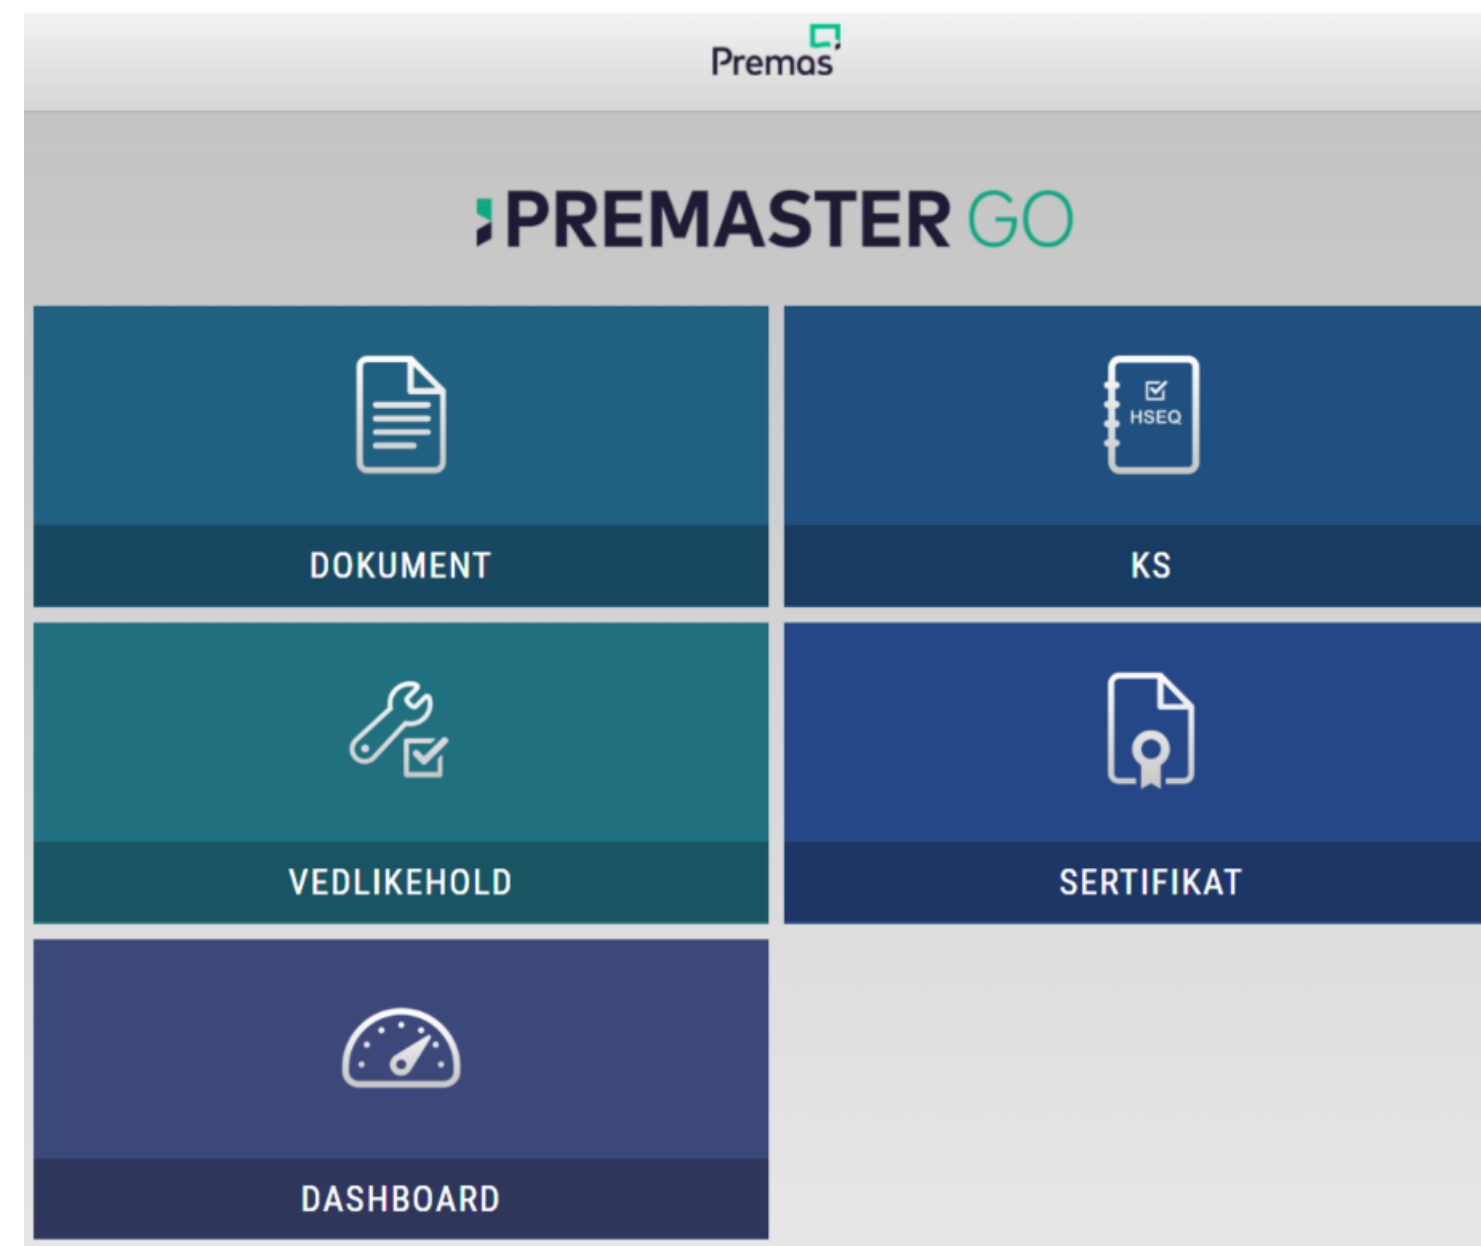 Premas
PREMASTER GO
DOKUMENT
HSEQ
KS
VEDLIKEHOLD
SERTIFIKAT
DASHBOARD